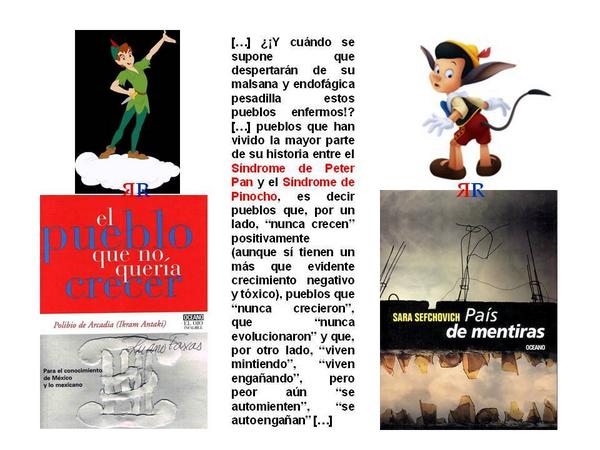 […] ¿¡Y cuándo se
supone que
despertarán de su
malsana y endofágica
pesadilla estos
pueblos enfermos!?
[…] pueblos que han
vivido la mayor parte
de su historia entre el
Síndrome de Peter
Pan y el Síndrome de
Pinocho, es decir
pueblos que, por un
lado, “nunca crecen”
positivamente
(aunque sí tienen un
más que evidente
crecimiento negativo
y tóxico), pueblos que
“nunca crecieron”,
que “nunca
evolucionaron” y que,
por otro lado, “viven
mintiendo”, “viven
engañando”, pero
peor aún “se
automienten”, “se
autoengañan” […]
ЯR
el
pueblo
que no
quería
crecer
Polibio de Arcadia (Ikram Antaki)
OCEANO
EL OJO
INFALIBLE
Para el conocimiento
de México
y lo mexicano
ЯR
SARA SEFCHOVICH País
de mentiras
OCEANO